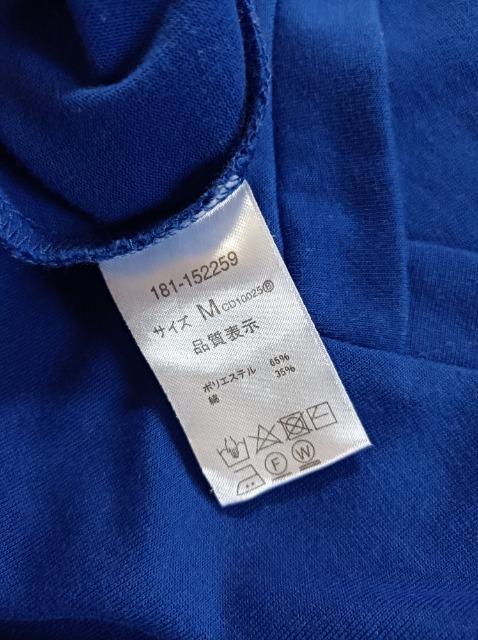 181-152259
サイズ M CD10025®
品質表示
ポリエステル 65%
綿 35%
F W